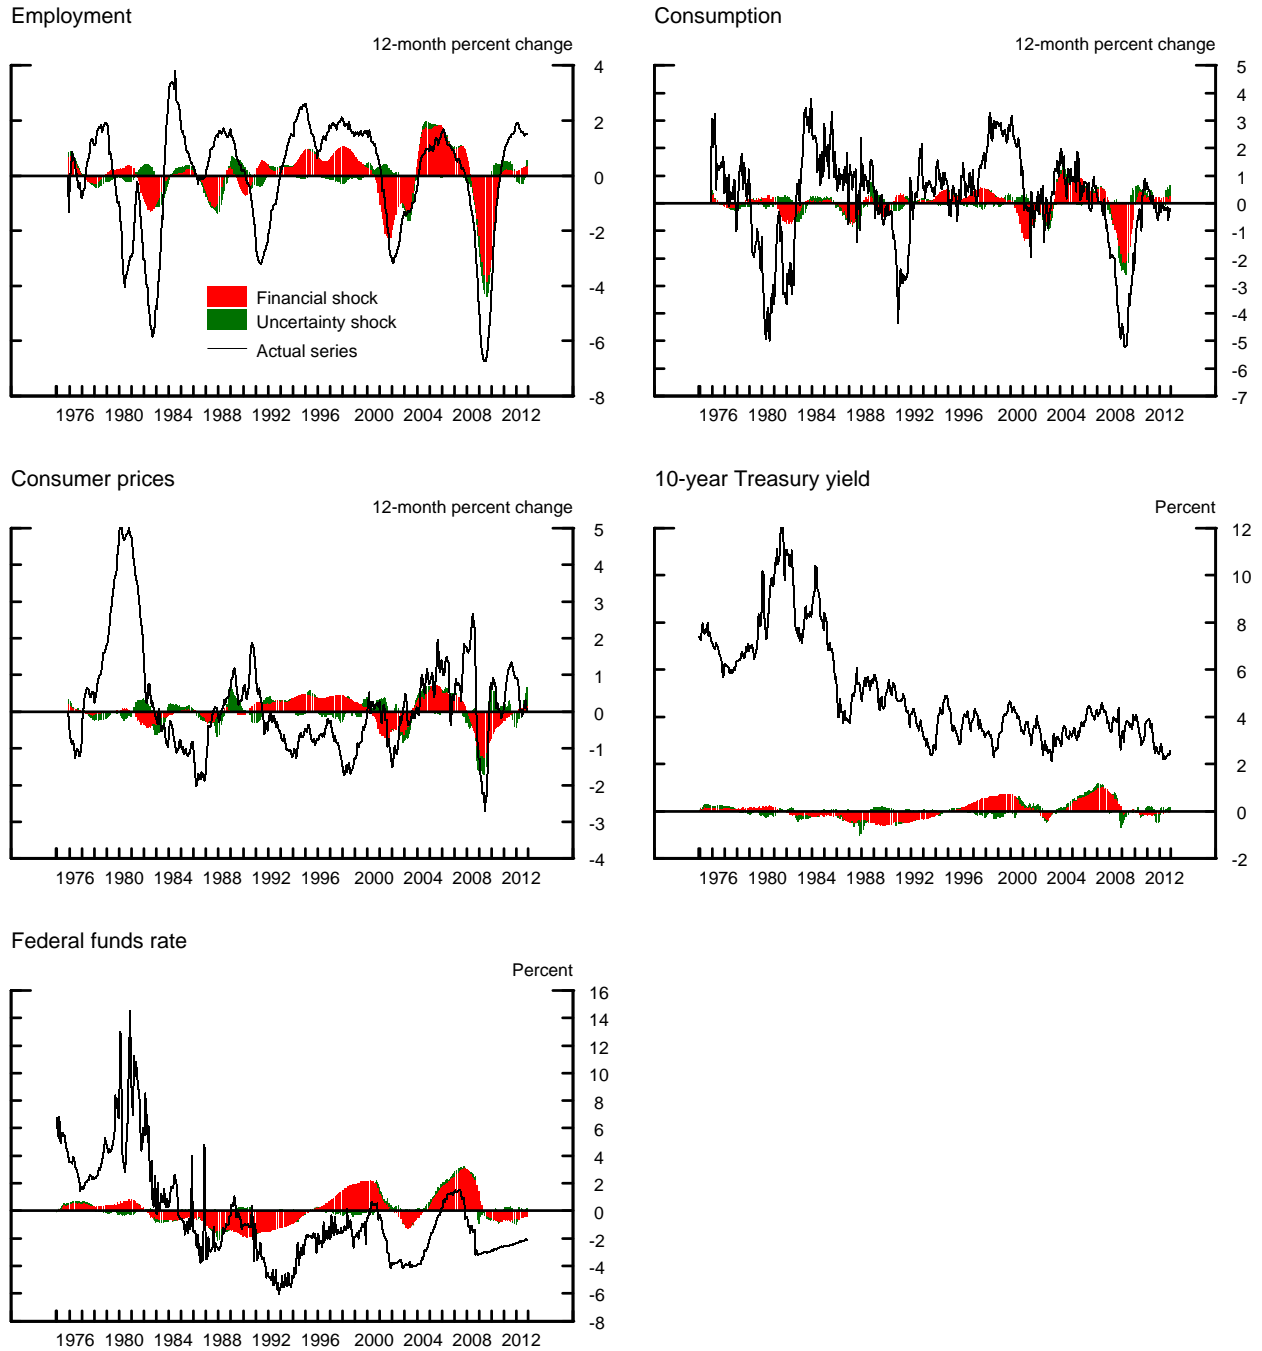 Employment
12-month percent change
4
2
0
-2
-4
-6
-8
Financial shock
Uncertainty shock
Actual series
1976 1980 1984 1988 1992 1996 2000 2004 2008 2012
Consumption
12-month percent change
5
4
3
2
1
0
-1
-2
-3
-4
-5
-6
-7
1976 1980 1984 1988 1992 1996 2000 2004 2008 2012
Consumer prices
12-month percent change
5
4
3
2
1
0
-1
-2
-3
-4
1976 1980 1984 1988 1992 1996 2000 2004 2008 2012
10-year Treasury yield
Percent
12
10
8
6
4
2
0
-2
1976 1980 1984 1988 1992 1996 2000 2004 2008 2012
Federal funds rate
Percent
16
14
12
10
8
6
4
2
0
-2
-4
-6
-8
1976 1980 1984 1988 1992 1996 2000 2004 2008 2012